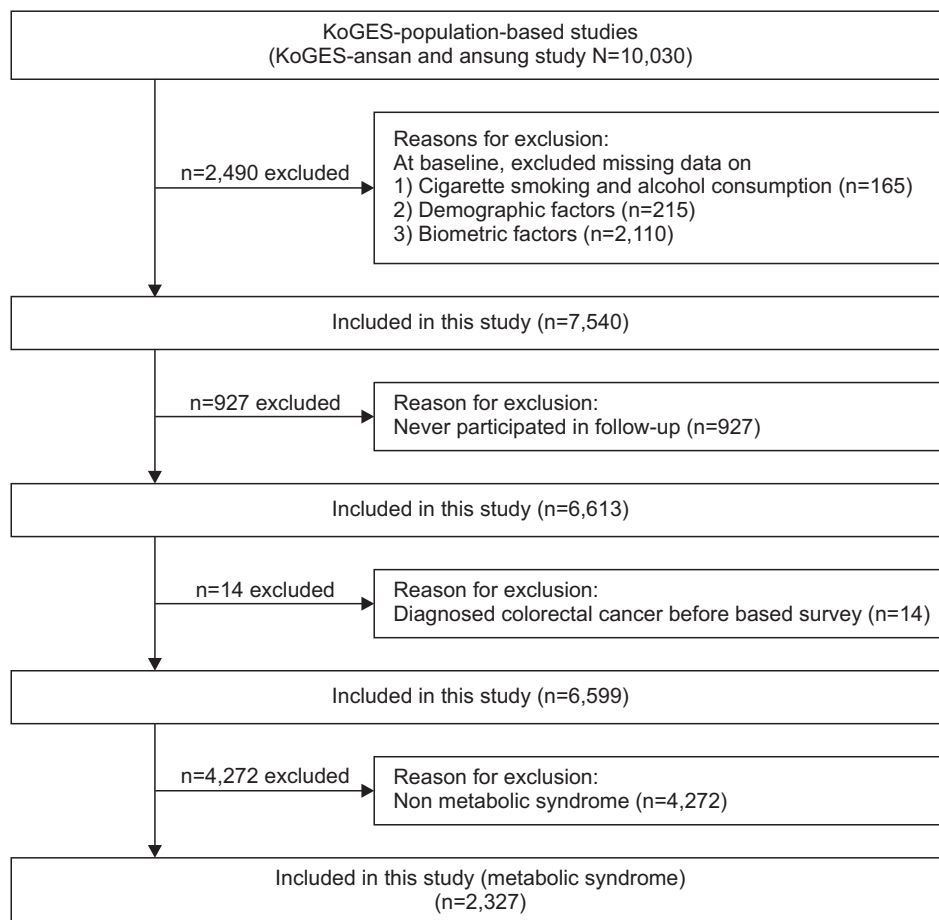 KoGES-population-based studies
(KoGES-ansan and ansung study N=10,030)
n=2,490 excluded
Reasons for exclusion:
At baseline, excluded missing data on
1) Cigarette smoking and alcohol consumption (n=165)
2) Demographic factors (n=215)
3) Biometric factors (n=2,110)
Included in this study (n=7,540)
n=927 excluded
Reason for exclusion:
Never participated in follow-up (n=927)
Included in this study (n=6,613)
n=14 excluded
Reason for exclusion:
Diagnosed colorectal cancer before based survey (n=14)
Included in this study (n=6,599)
n=4,272 excluded
Reason for exclusion:
Non metabolic syndrome (n=4,272)
Included in this study (metabolic syndrome)
(n=2,327)